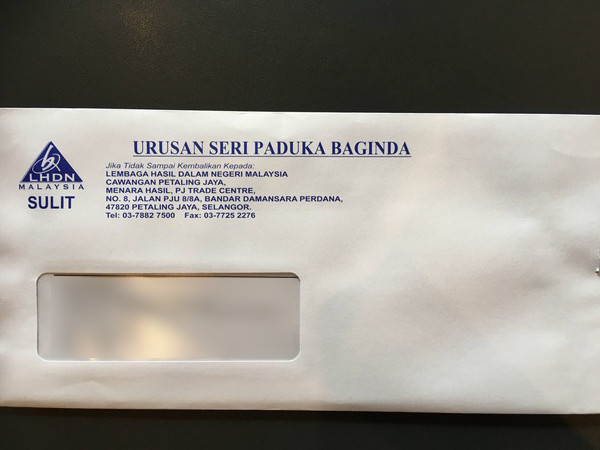 URUSAN SERI PADUKA BAGINDA
Jika Tidak Sampai Kembalikan Kepada:
LEMBAGA HASIL DALAM NEGERI MALAYSIA
CAWANGAN PETALING JAYA,
MENARA HASIL, PJ TRADE CENTRE,
NO. 8, JALAN PJU 8/8A, BANDAR DAMANSARA PERDANA,
47820 PETALING JAYA, SELANGOR.
Tel: 03-7882 7500 Fax: 03-7725 2276
LHDN
MALAYSIA
SULIT